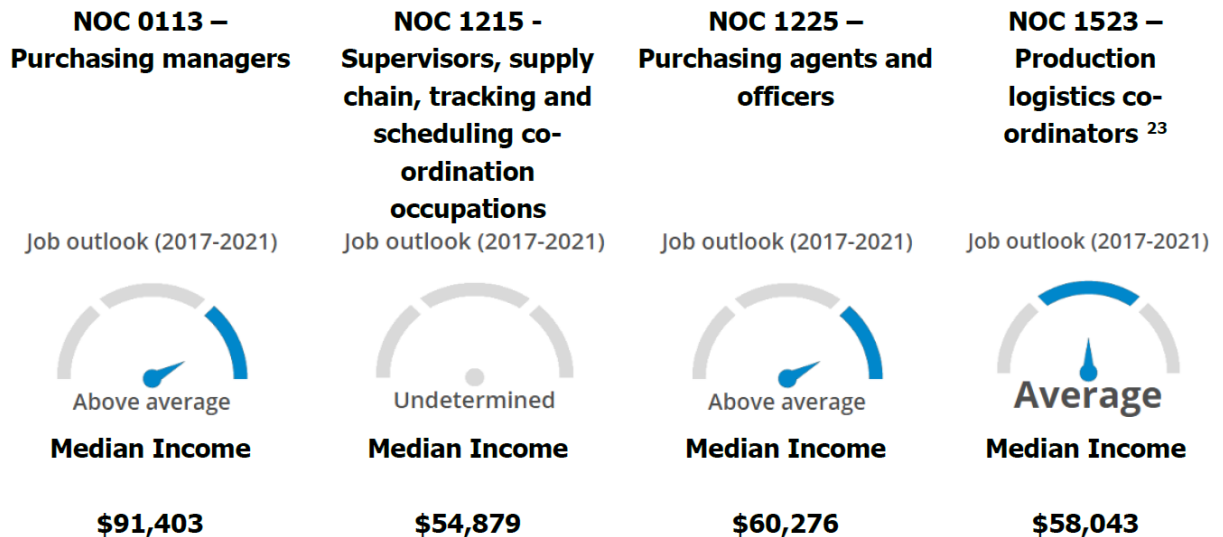 NOC 0113 –
Purchasing managers
NOC 1215 -
Supervisors, supply
chain, tracking and
scheduling co-
ordination
occupations
NOC 1225 –
Purchasing agents and
officers
NOC 1523 –
Production
logistics co-
ordinators 23
Job outlook (2017-2021)
Job outlook (2017-2021)
Job outlook (2017-2021)
Job outlook (2017-2021)
Above average
Undetermined
Above average
Average
Median Income
Median Income
Median Income
Median Income
$91,403
$54,879
$60,276
$58,043